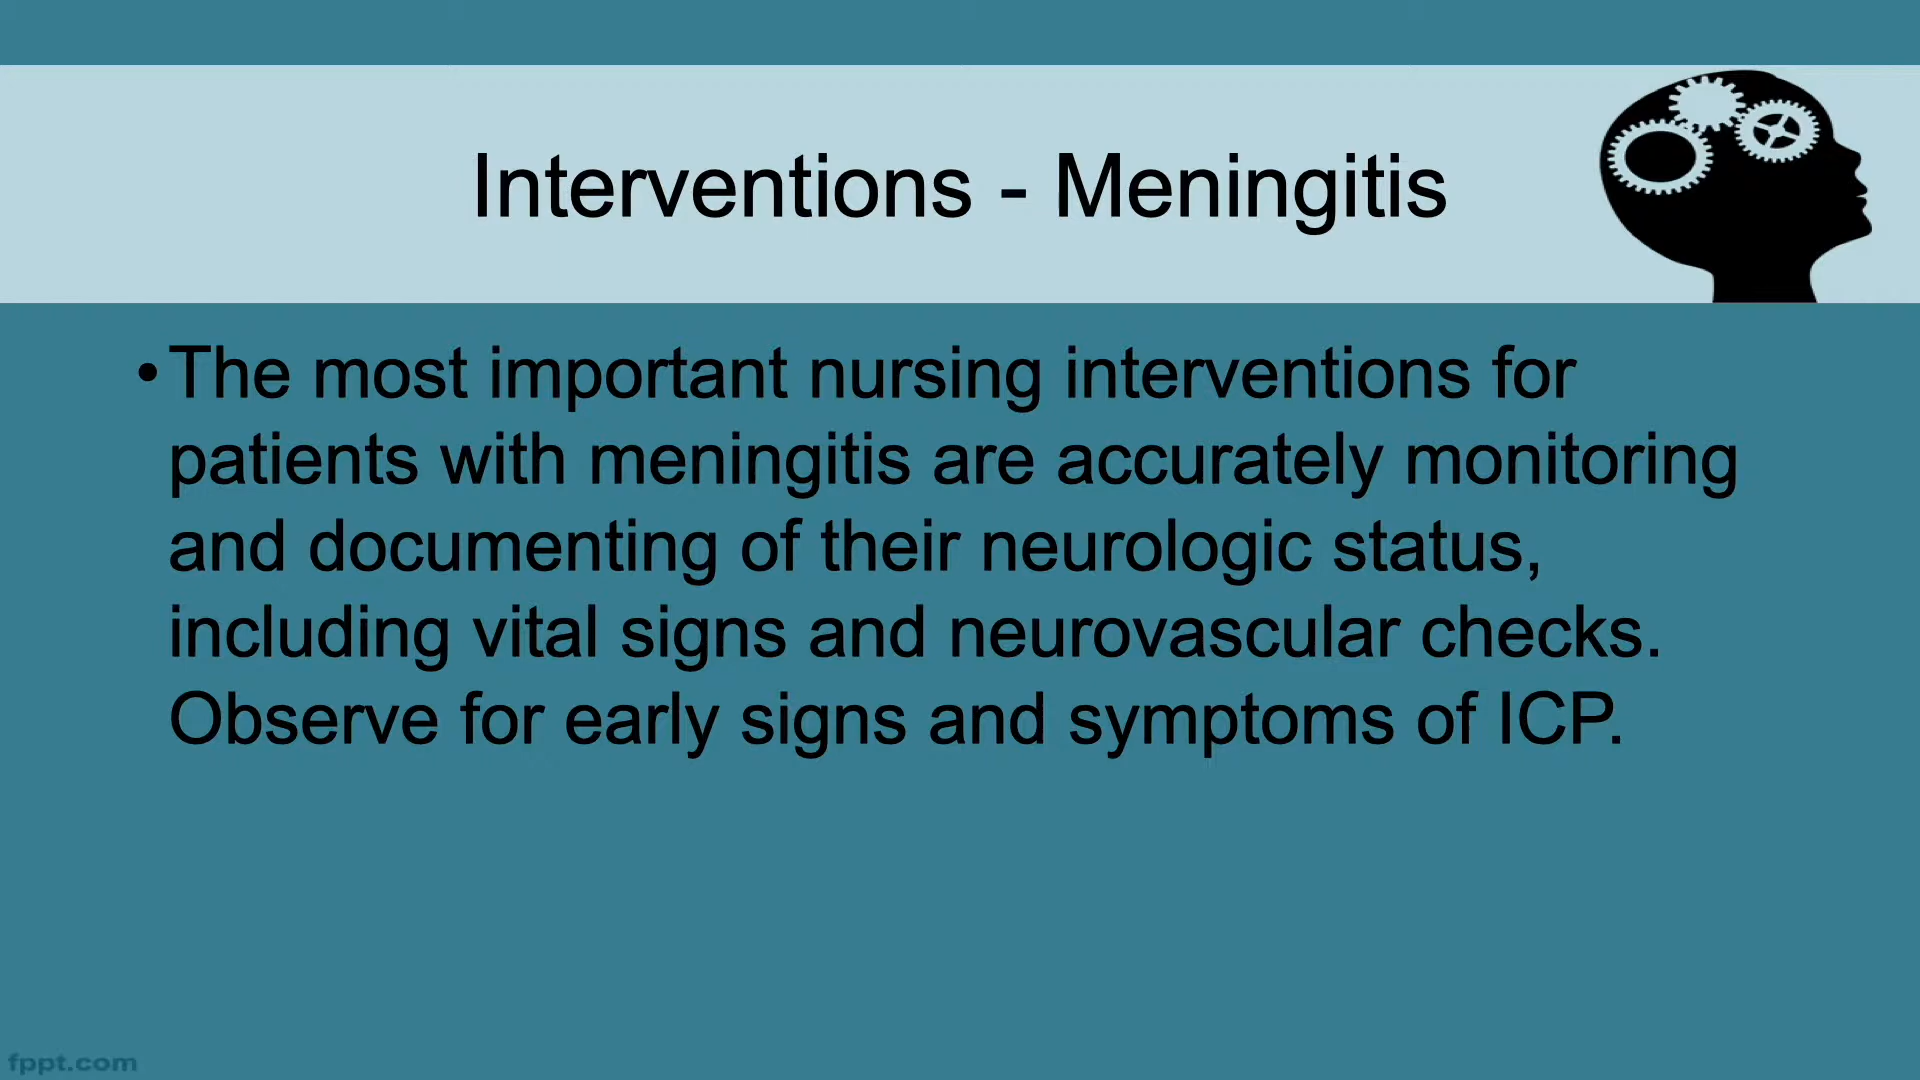 Interventions - Meningitis
• The most important nursing interventions for
patients with meningitis are accurately monitoring
and documenting of their neurologic status,
including vital signs and neurovascular checks.
Observe for early signs and symptoms of ICP.
fppt.com